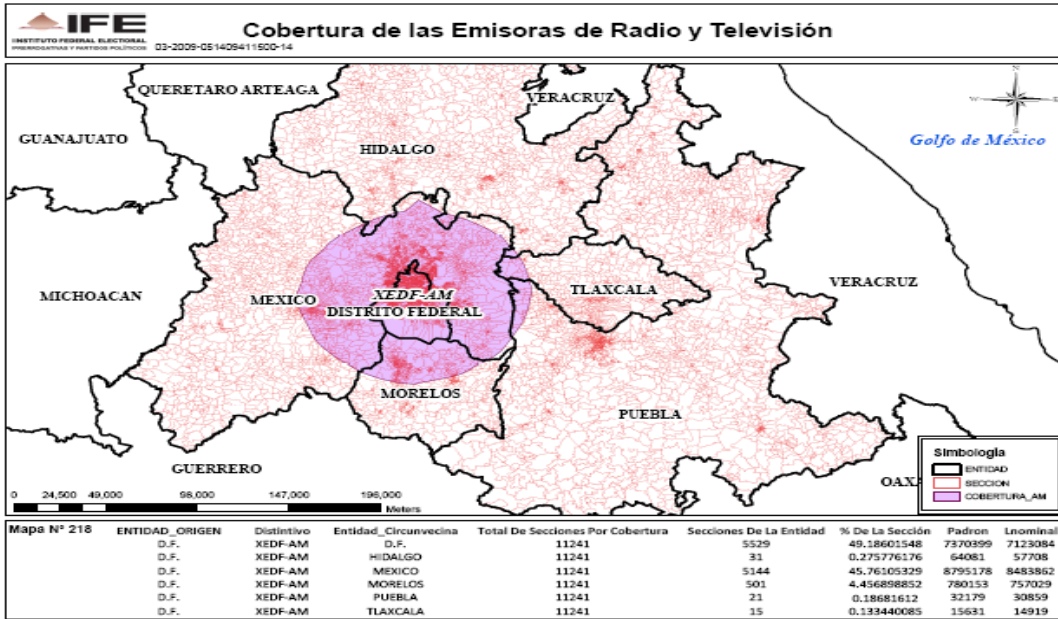 IFE
INSTITUTO FEDERAL ELECTORAL
PRERROGATIVAS Y PARTIDOS POLÍTICOS
03-2009-051409411500-14
Cobertura de las Emisoras de Radio y Televisión
QUERETARO ARTEAGA
VERACRUZ
GUANAJUATO
HIDALGO
N
W
E
S
Golfo de México
MICHOACAN
MEXICO
XEDF-AM
DISTRITO FEDERAL
TLAXCALA
VERACRUZ
MORELOS
PUEBLA
GUERRERO
Simbología
ENTIDAD
SECCION
COBERTURA_AM
0 24,500 49,000 98,000 147,000 196,000
Meters
Mapa N° 218 ENTIDAD_ORIGEN Distintivo Entidad_Circunvecina Total De Secciones Por Cobertura Secciones De La Entidad % De La Sección Padron Lnominal
D.F. XEDF-AM D.F. 11241 5529 49.18601548 7370399 7123084
D.F. XEDF-AM HIDALGO 11241 31 0.275776176 64081 57708
D.F. XEDF-AM MEXICO 11241 5144 45.76105329 8795178 8483862
D.F. XEDF-AM MORELOS 11241 501 4.456898852 780153 757029
D.F. XEDF-AM PUEBLA 11241 21 0.18681612 32179 30859
D.F. XEDF-AM TLAXCALA 11241 15 0.133440085 15631 14919